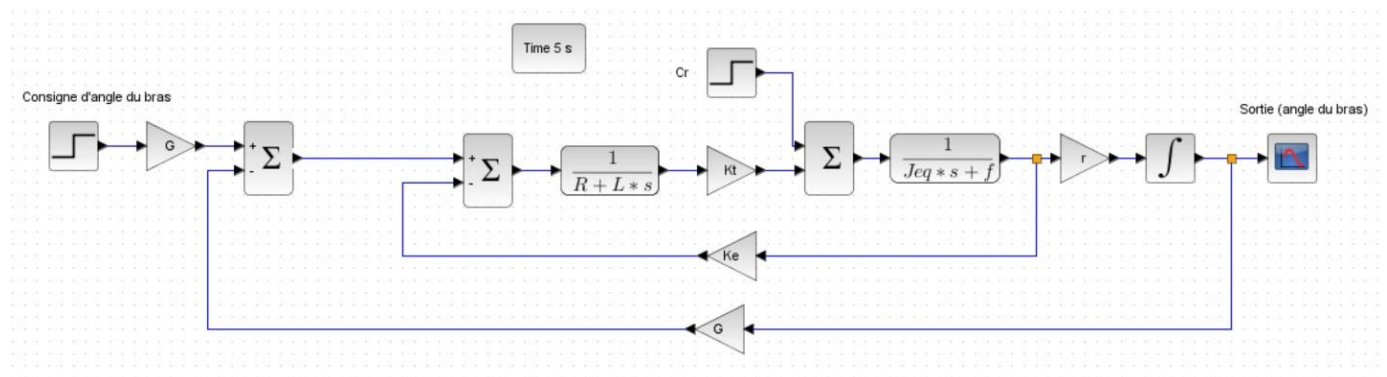 Time 5 s
Cr
Consigne d'angle du bras
Sortie (angle du bras)
G
+
-
Σ
+
-
Σ
1
R + L * s
Kt
Σ
1
Jeq * s + f
r
∫
Ke
G